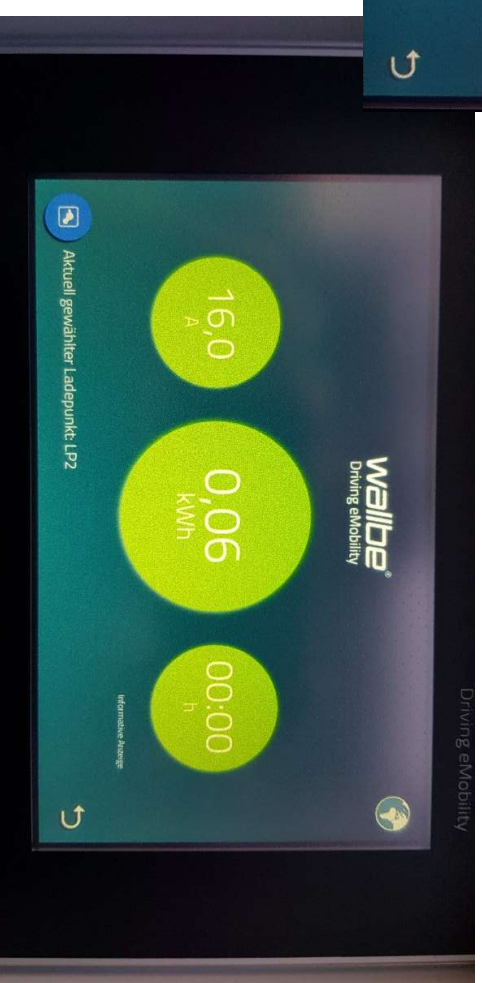 Driving eMobility
wallbe®
Driving eMobility
16,0
A
0,06
kWh
00:00
h
Informative Anzeige
Aktuell gewählter Ladepunkt: LP2